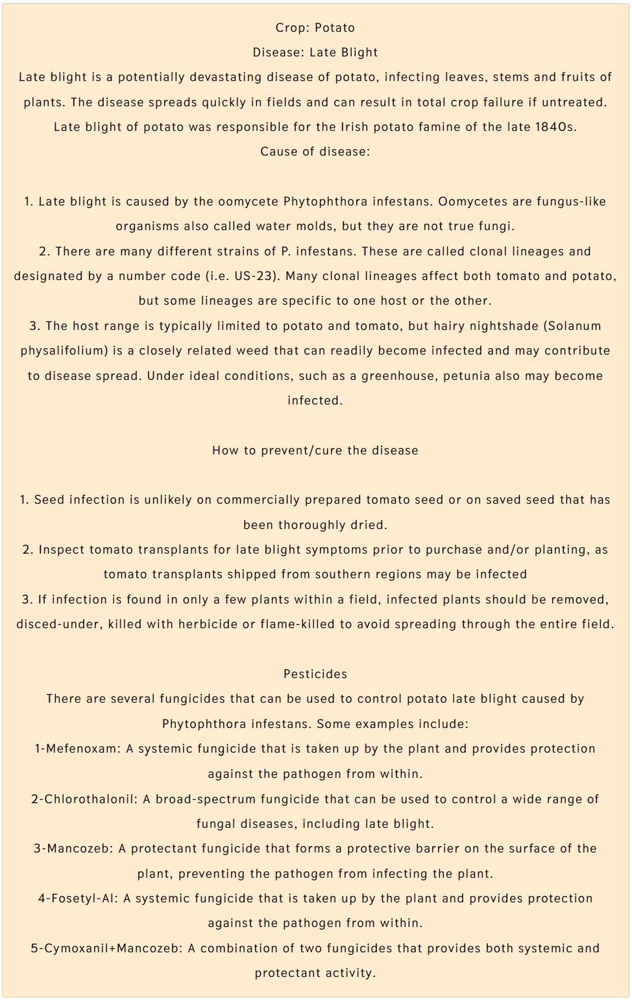 Crop: Potato
Disease: Late Blight
Late blight is a potentially devastating disease of potato, infecting leaves, stems and fruits of
plants. The disease spreads quickly in fields and can result in total crop failure if untreated.
Late blight of potato was responsible for the Irish potato famine of the late 1840s.
Cause of disease:
1. Late blight is caused by the oomycete Phytophthora infestans. Oomycetes are fungus-like
organisms also called water molds, but they are not true fungi.
2. There are many different strains of P. infestans. These are called clonal lineages and
designated by a number code (i.e. US-23). Many clonal lineages affect both tomato and potato,
but some lineages are specific to one host or the other.
3. The host range is typically limited to potato and tomato, but hairy nightshade (Solanum
physalifolium) is a closely related weed that can readily become infected and may contribute
to disease spread. Under ideal conditions, such as a greenhouse, petunia also may become
infected.
How to prevent/cure the disease
1. Seed infection is unlikely on commercially prepared tomato seed or on saved seed that has
been thoroughly dried.
2. Inspect tomato transplants for late blight symptoms prior to purchase and/or planting, as
tomato transplants shipped from southern regions may be infected
3. If infection is found in only a few plants within a field, infected plants should be removed,
disced-under, killed with herbicide or flame-killed to avoid spreading through the entire field.
Pesticides
There are several fungicides that can be used to control potato late blight caused by
Phytophthora infestans. Some examples include:
1-Mefenoxam: A systemic fungicide that is taken up by the plant and provides protection
against the pathogen from within.
2-Chlorothalonil: A broad-spectrum fungicide that can be used to control a wide range of
fungal diseases, including late blight.
3-Mancozeb: A protectant fungicide that forms a protective barrier on the surface of the
plant, preventing the pathogen from infecting the plant.
4-Fosetyl-Al: A systemic fungicide that is taken up by the plant and provides protection
against the pathogen from within.
5-Cymoxanil+Mancozeb: A combination of two fungicides that provides both systemic and
protectant activity.